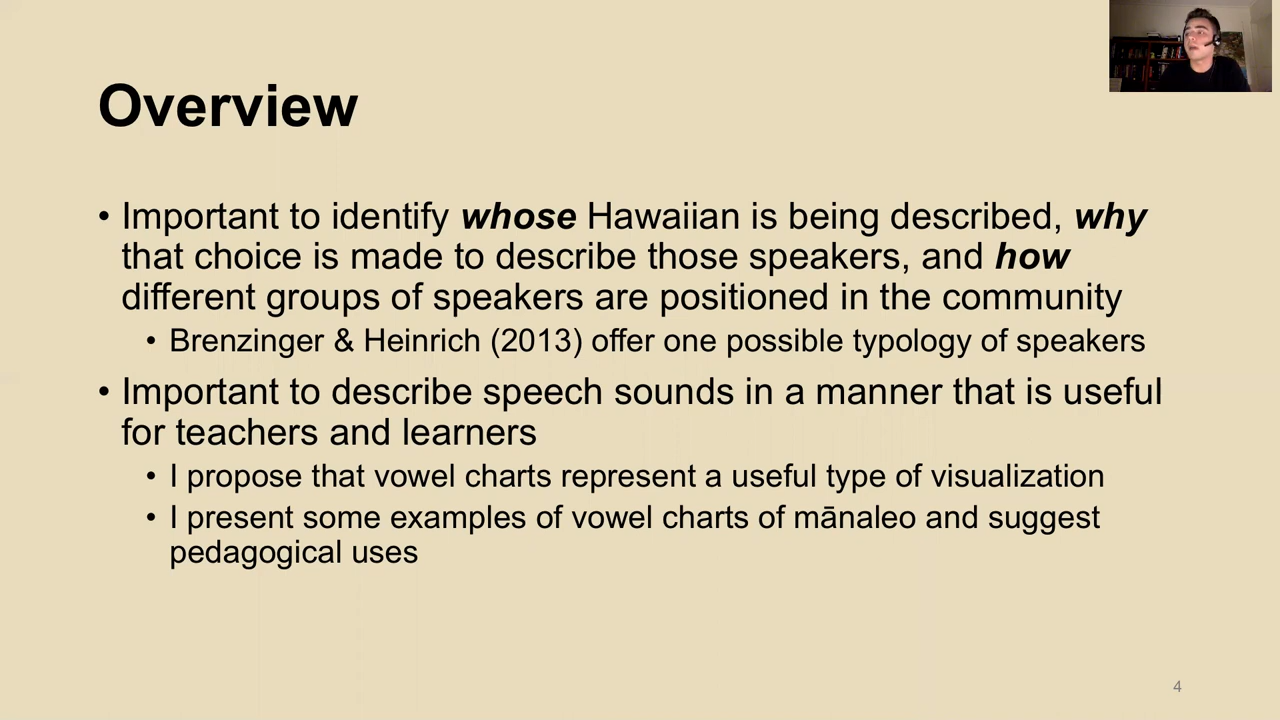 Overview
• Important to identify whose Hawaiian is being described, why
that choice is made to describe those speakers, and how
different groups of speakers are positioned in the community
• Brenzinger & Heinrich (2013) offer one possible typology of speakers
• Important to describe speech sounds in a manner that is useful
for teachers and learners
• I propose that vowel charts represent a useful type of visualization
• I present some examples of vowel charts of mānaleo and suggest
pedagogical uses
4